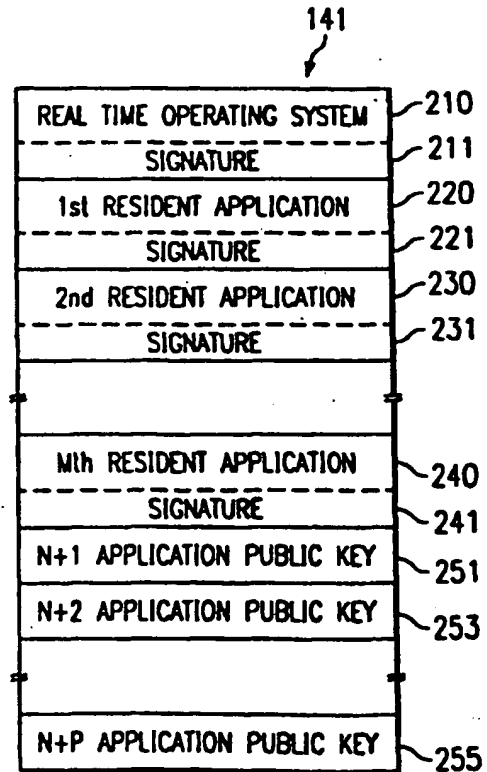 141
REAL TIME OPERATING SYSTEM 210
SIGNATURE 211
1st RESIDENT APPLICATION 220
SIGNATURE 221
2nd RESIDENT APPLICATION 230
SIGNATURE 231
Mth RESIDENT APPLICATION 240
SIGNATURE 241
N+1 APPLICATION PUBLIC KEY 251
N+2 APPLICATION PUBLIC KEY 253
N+P APPLICATION PUBLIC KEY 255